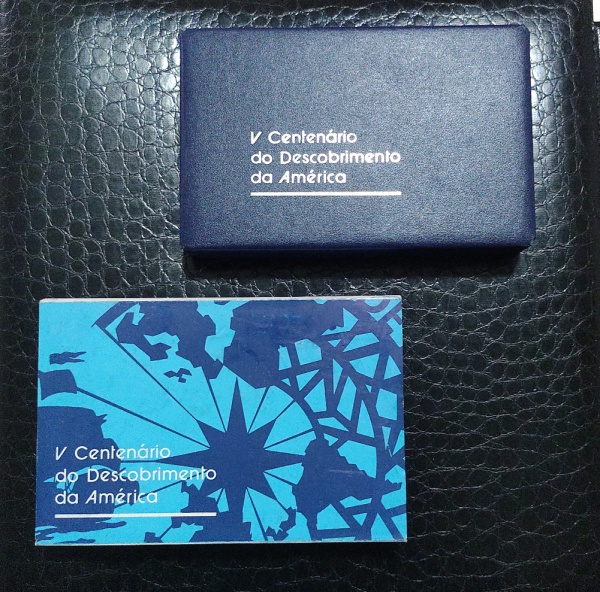 V Centenário
do Descobrimento
da América
V Centenário
do Descobrimento
da América